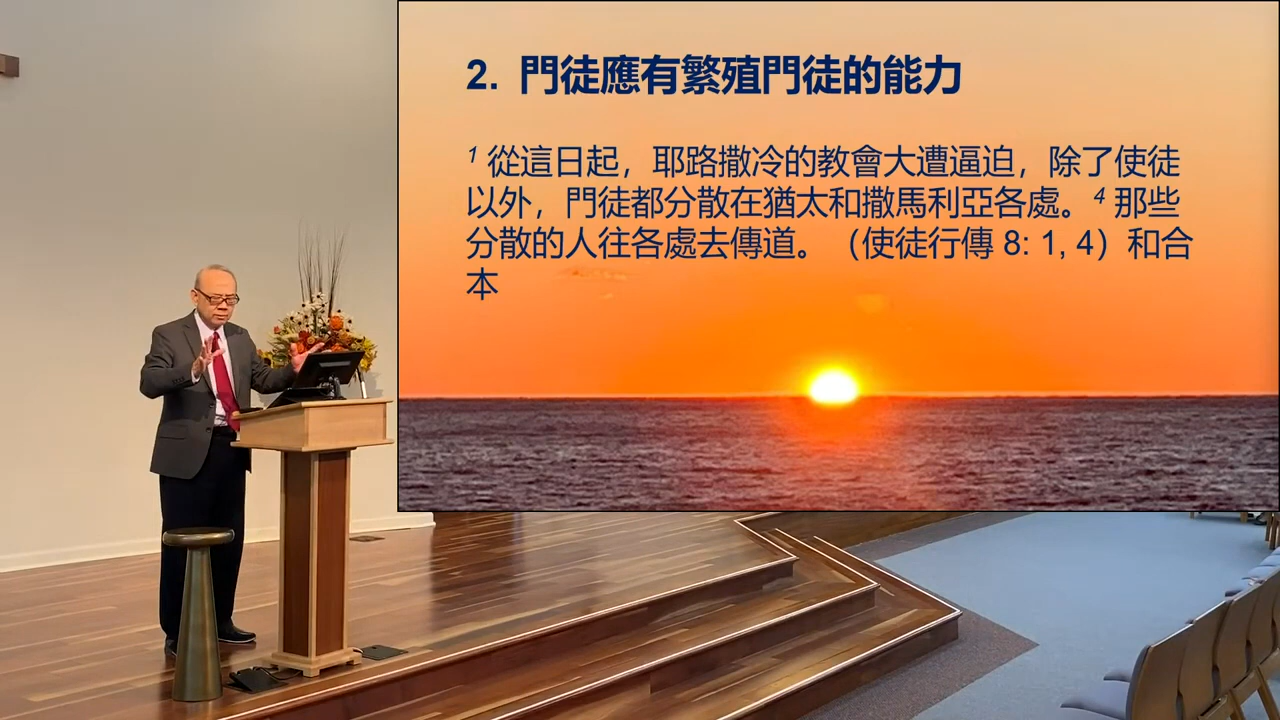 2. 門徒應有繁殖門徒的能力
1 從這日起，耶路撒冷的教會大遭逼迫，除了使徒
以外，門徒都分散在猶太和撒馬利亞各處。4 那些
分散的人往各處去傳道。（使徒行傳 8: 1, 4）和合
本